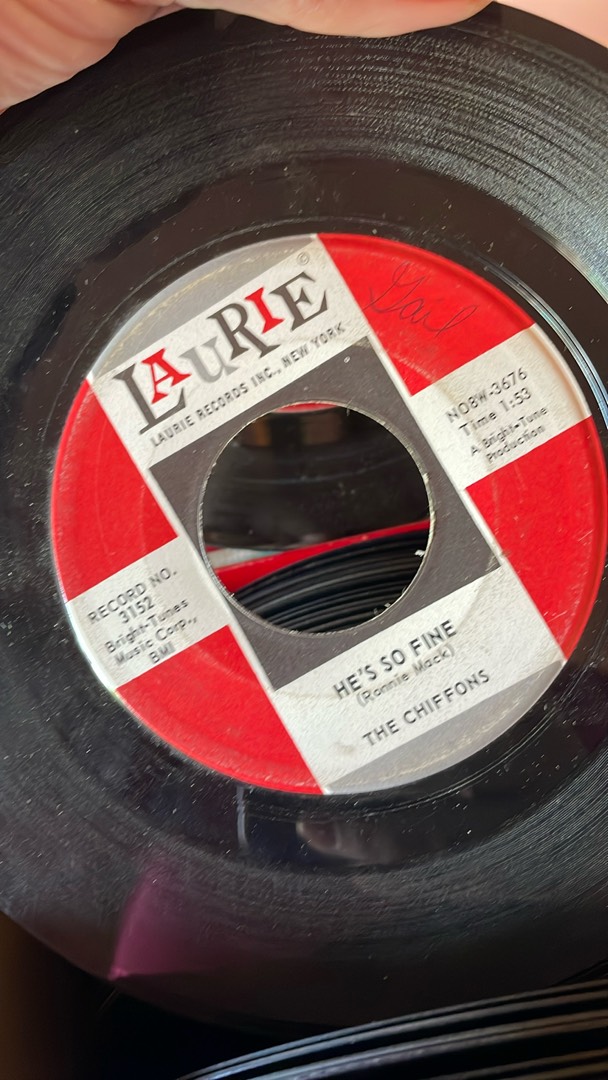 ©
LAURIE
LAURIE RECORDS INC., NEW YORK
Gail
NO8W-3676
Time 1:53
A Bright-Tune
Production
RECORD NO.
3152
Bright-Tunes
Music Corp.,
BMI
HE'S SO FINE
(Ronnie Mack)
THE CHIFFONS